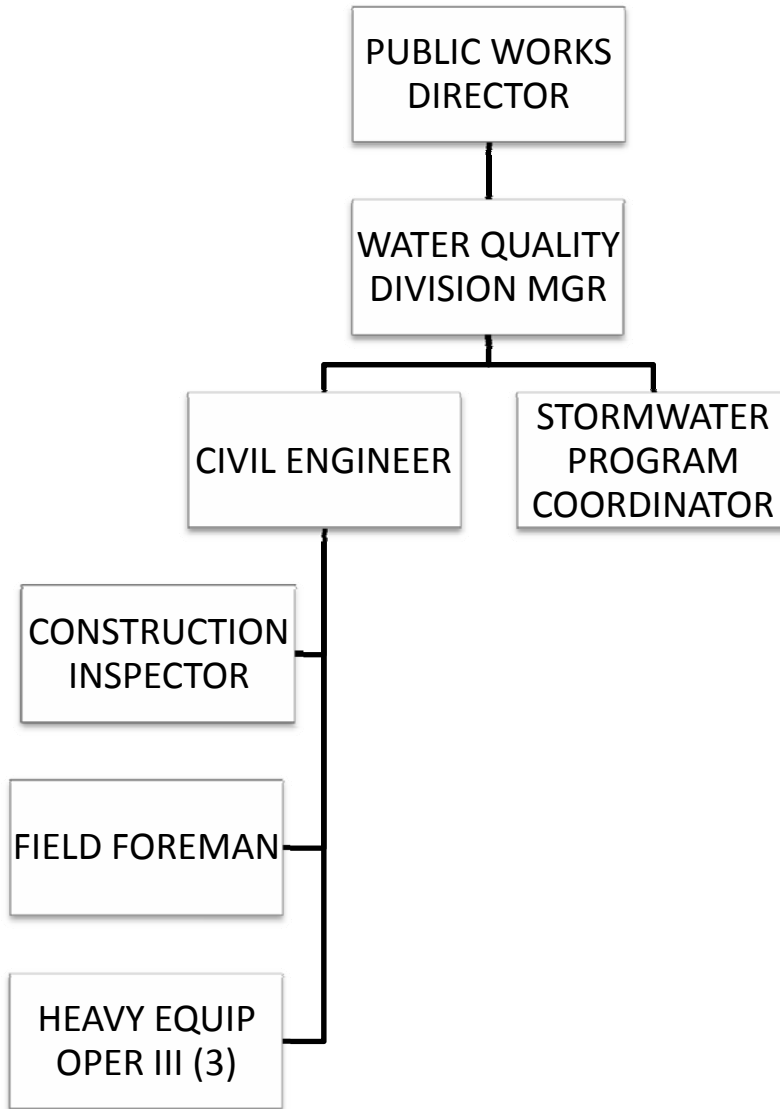 PUBLIC WORKS
DIRECTOR
WATER QUALITY
DIVISION MGR
CIVIL ENGINEER
STORMWATER
PROGRAM
COORDINATOR
CONSTRUCTION
INSPECTOR
FIELD FOREMAN
HEAVY EQUIP
OPER III (3)